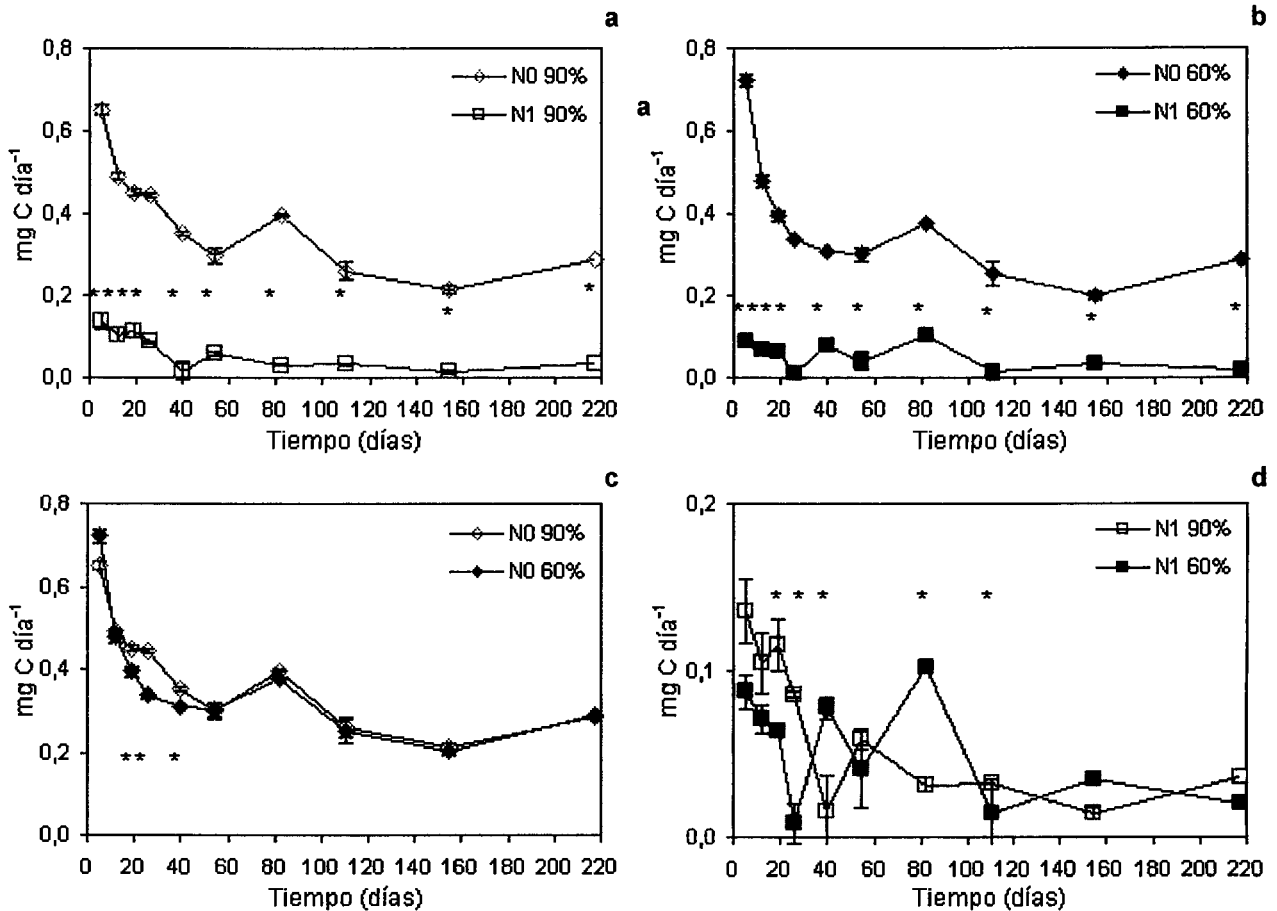 a
0,8
0,6
0,4
0,2
0,0
mg C día⁻¹
N0 90%
N1 90%
* * * * * * * * * *
0 20 40 60 80 100 120 140 160 180 200 220
Tiempo (días)
b
a
0,8
0,6
0,4
0,2
0,0
mg C día⁻¹
N0 60%
N1 60%
* * * * * * * * * *
0 20 40 60 80 100 120 140 160 180 200 220
Tiempo (días)
c
0,8
0,6
0,4
0,2
0,0
mg C día⁻¹
N0 90%
N0 60%
* * *
0 20 40 60 80 100 120 140 160 180 200 220
Tiempo (días)
d
0,2
0,1
0,0
mg C día⁻¹
N1 90%
N1 60%
* * * * *
0 20 40 60 80 100 120 140 160 180 200 220
Tiempo (días)